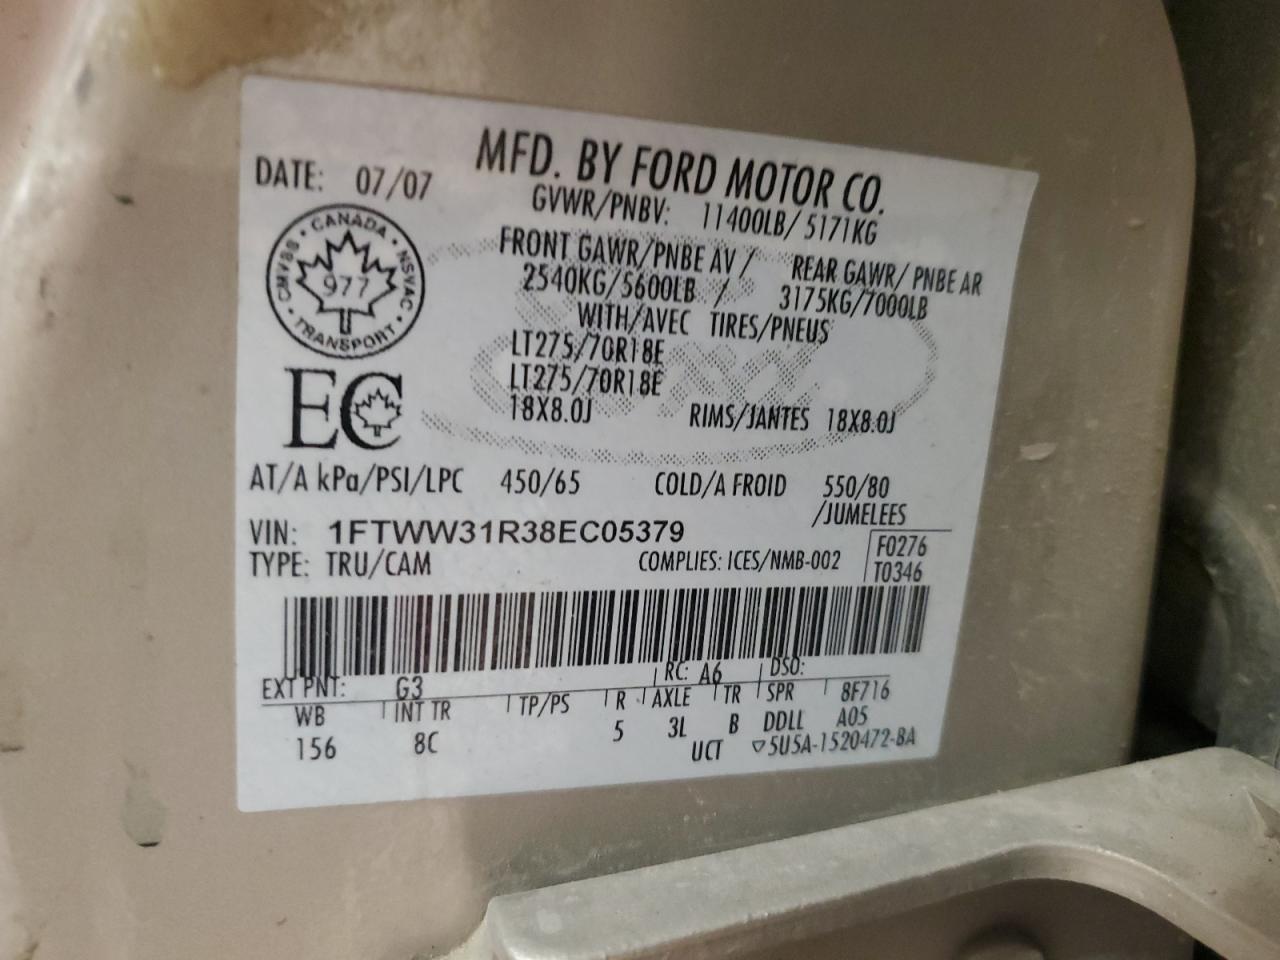 MFD. BY FORD MOTOR CO.
DATE: 07/07
GVWR/PNBV: 11400LB/ 5171KG
CANADA
CMVSS NSVAC
977
TRANSPORT
FRONT GAWR/PNBE AV / REAR GAWR/ PNBE AR
2540KG/5600LB / 3175KG/7000LB
WITH/AVEC TIRES/PNEUS
LT275/70R18E
LT275/70R18E
18X8.0J RIMS/JANTES 18X8.0J
EC
AT/A kPa/PSI/LPC 450/65 COLD/A FROID 550/80
/JUMELEES
VIN: 1FTWW31R38EC05379
F0276
TYPE: TRU/CAM COMPLIES: ICES/NMB-002
T0346
EXT PNT: G3 RC: A6 DSO:
WB INT TR TP/PS R AXLE TR SPR 8F716
156 8C 5 3L B DDLL A05
UCT ▽5U5A-1520472-BA